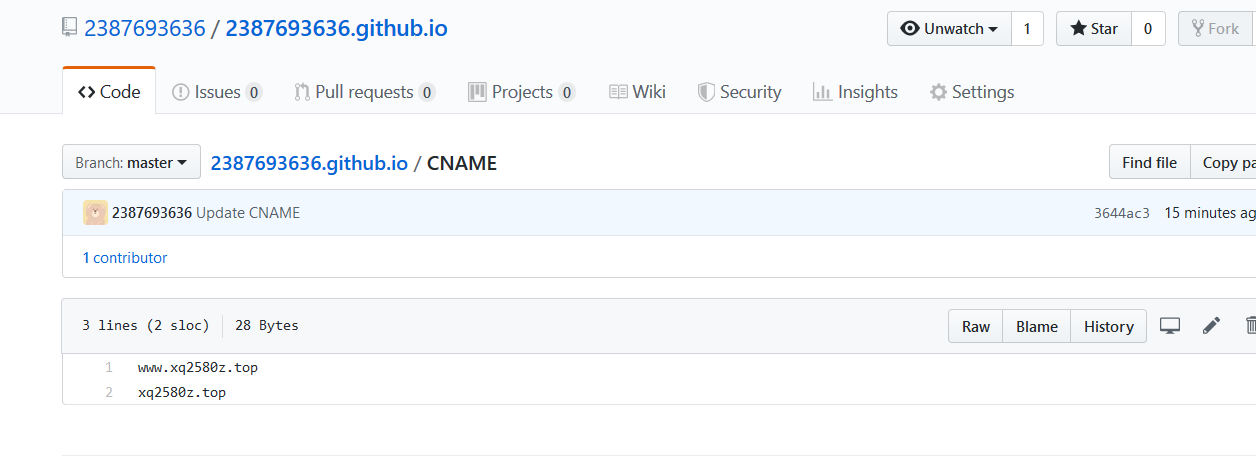 2387693636 / 2387693636.github.io
Unwatch 1 Star 0 Fork
Code Issues 0 Pull requests 0 Projects 0 Wiki Security Insights Settings
Branch: master 2387693636.github.io / CNAME Find file Copy pa
2387693636 Update CNAME 3644ac3 15 minutes ag
1 contributor
3 lines (2 sloc) 28 Bytes Raw Blame History
1 www.xq2580z.top
2 xq2580z.top